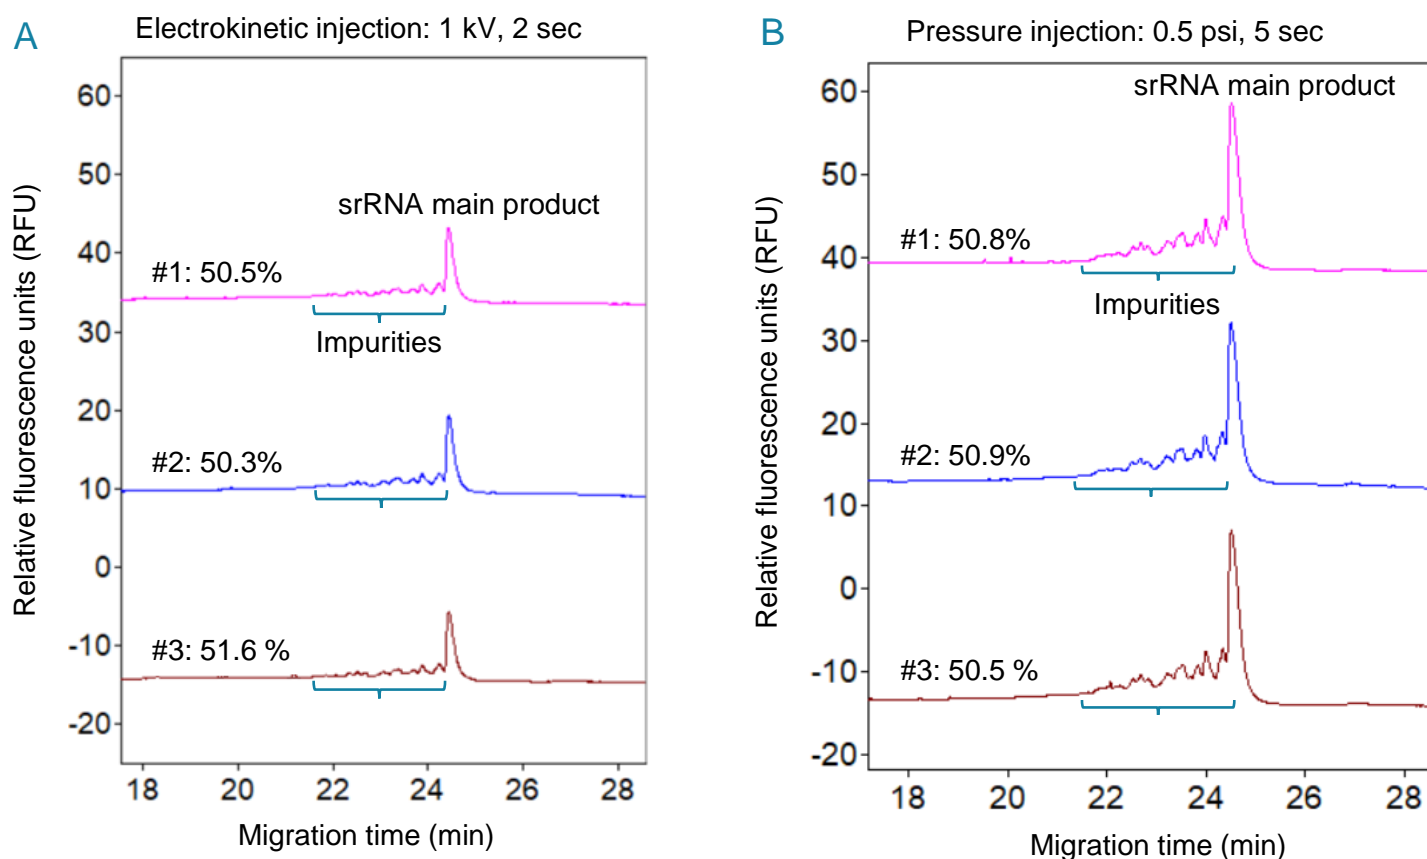 A
Electrokinetic injection: 1 kV, 2 sec
Relative fluorescence units (RFU)
60
50
40
30
20
10
0
-10
-20
srRNA main product
#1: 50.5%
Impurities
#2: 50.3%
#3: 51.6 %
18 20 22 24 26 28
Migration time (min)
B
Pressure injection: 0.5 psi, 5 sec
Relative fluorescence units (RFU)
60
50
40
30
20
10
0
-10
-20
srRNA main product
#1: 50.8%
Impurities
#2: 50.9%
#3: 50.5 %
18 20 22 24 26 28
Migration time (min)